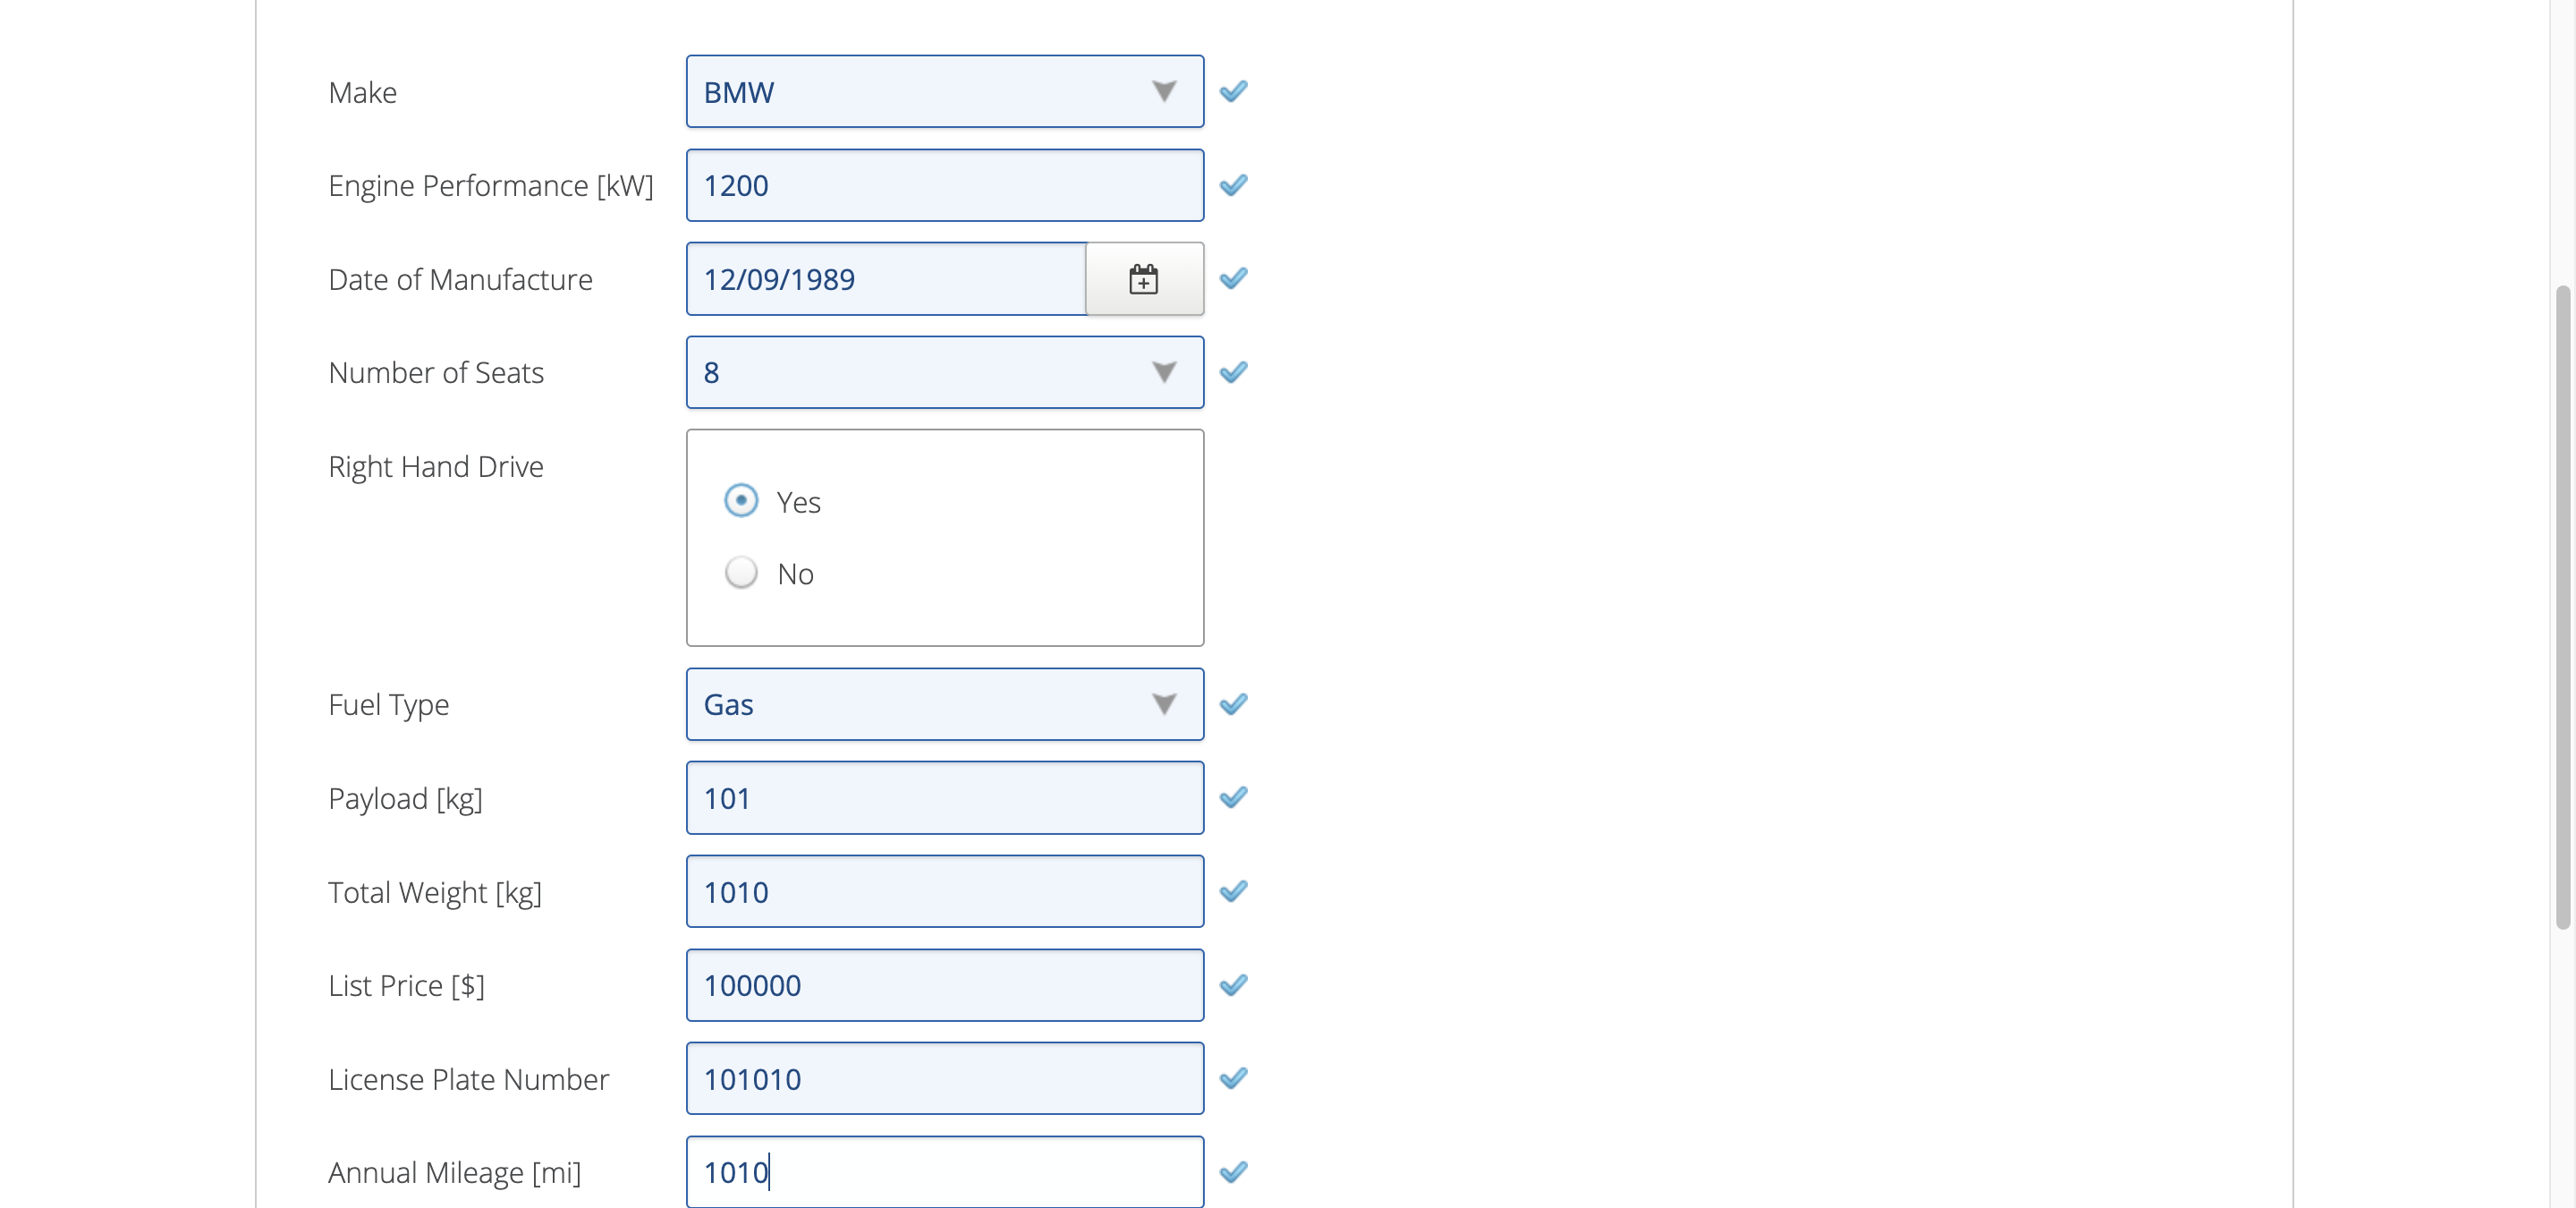 Make BMW
Engine Performance [kW] 1200
Date of Manufacture 12/09/1989
Number of Seats 8
Right Hand Drive
Yes
No
Fuel Type Gas
Payload [kg] 101
Total Weight [kg] 1010
List Price [$] 100000
License Plate Number 101010
Annual Mileage [mi] 1010